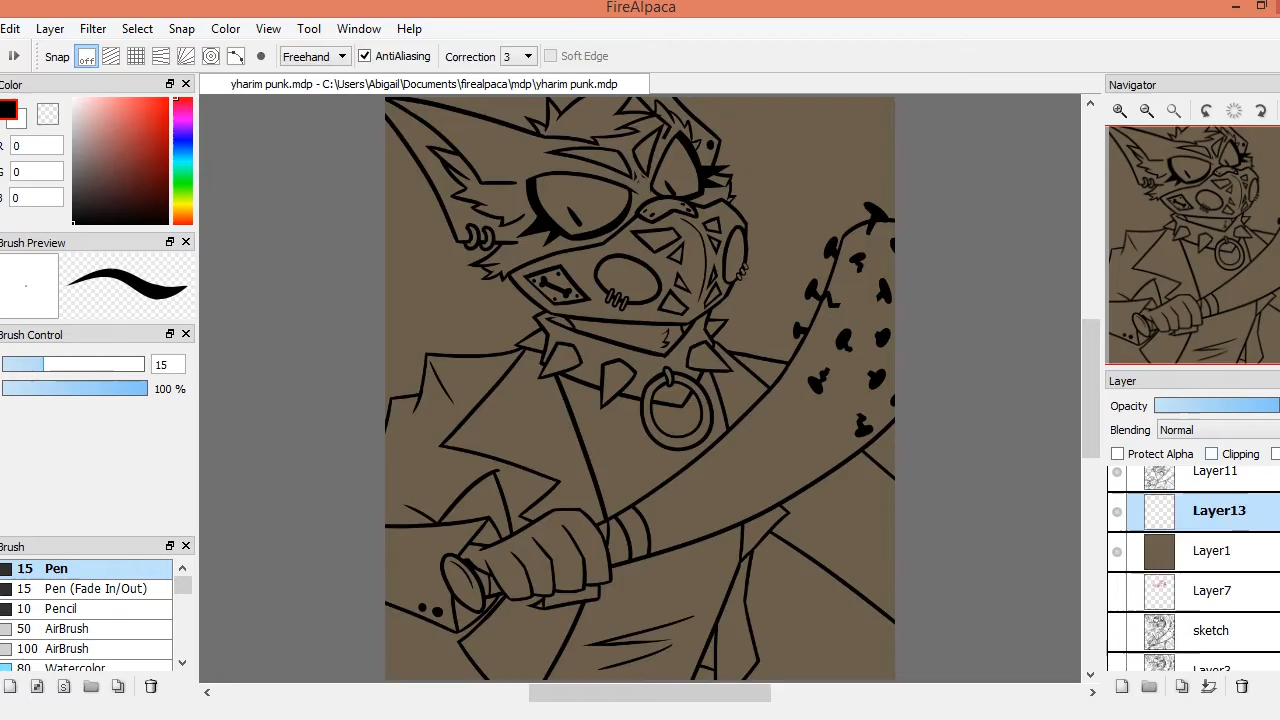 FireAlpaca
Edit Layer Filter Select Snap Color View Tool Window Help
Snap off Freehand AntiAliasing Correction 3 Soft Edge
Color
yharim punk.mdp - C:\Users\Abigail\Documents\firealpaca\mdp\yharim punk.mdp
Navigator
R 0
G 0
B 0
Brush Preview
Brush Control
15
100 %
Layer
Opacity
Blending Normal
Protect Alpha Clipping
Layer11
Layer13
Layer1
Layer7
sketch
Layer3
Brush
15 Pen
15 Pen (Fade In/Out)
10 Pencil
50 AirBrush
100 AirBrush
80 Watercolor